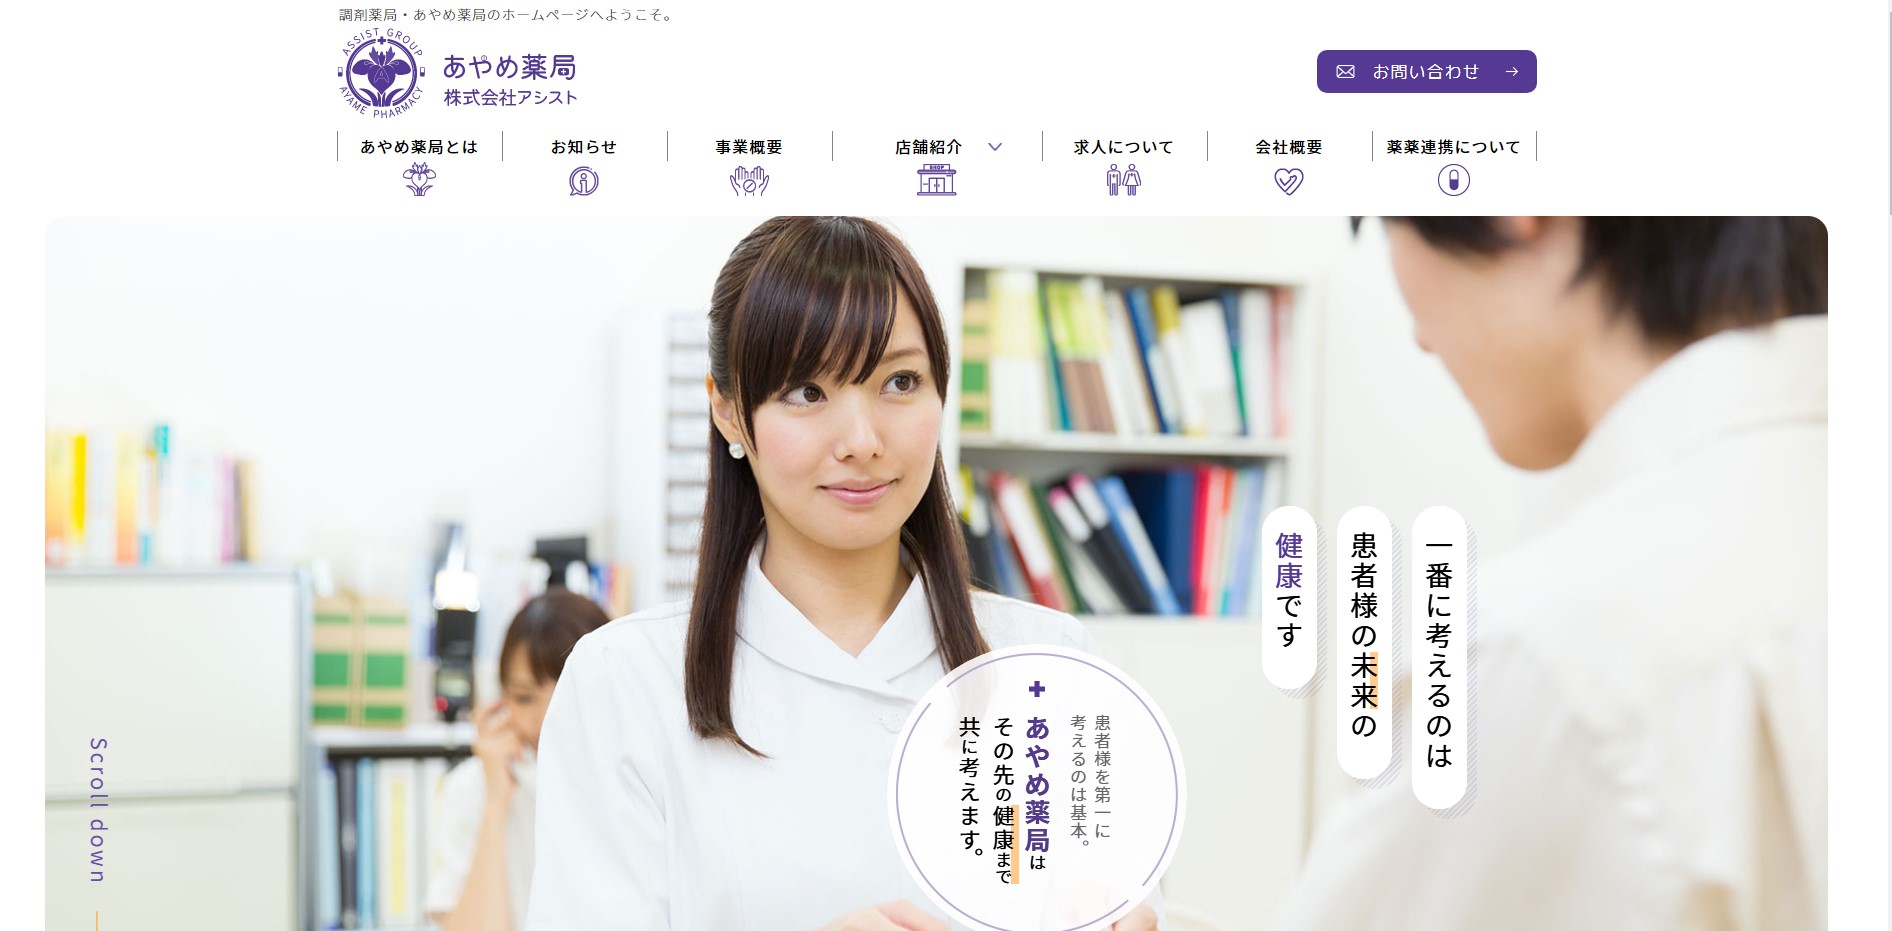 調剤薬局・あやめ薬局のホームページへようこそ。
ASSIST GROUP
AYAME PHARMACY
あやめ薬局
株式会社アシスト
お問い合わせ
あやめ薬局とは
お知らせ
事業概要
店舗紹介
求人について
会社概要
薬薬連携について
SHOP
一番に考えるのは
患者様の未来の
健康です
患者様を第一に
考えるのは基本。
あやめ薬局は
その先の健康まで
共に考えます。
Scroll down